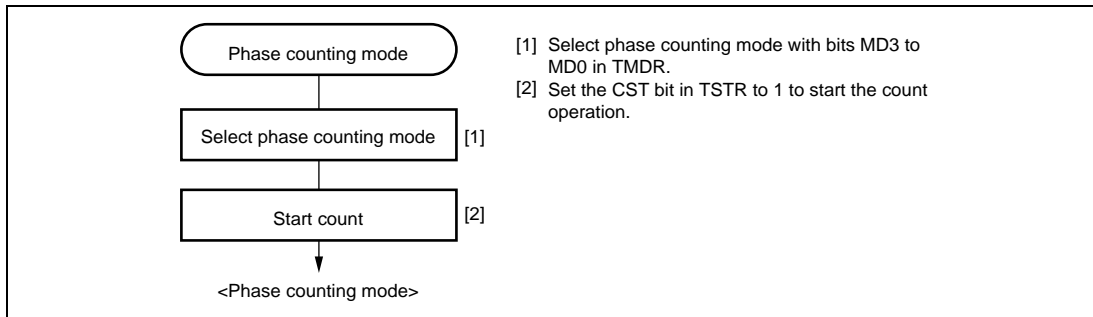 Phase counting mode
Select phase counting mode [1]
Start count [2]
<Phase counting mode>
[1] Select phase counting mode with bits MD3 to
MD0 in TMDR.
[2] Set the CST bit in TSTR to 1 to start the count
operation.